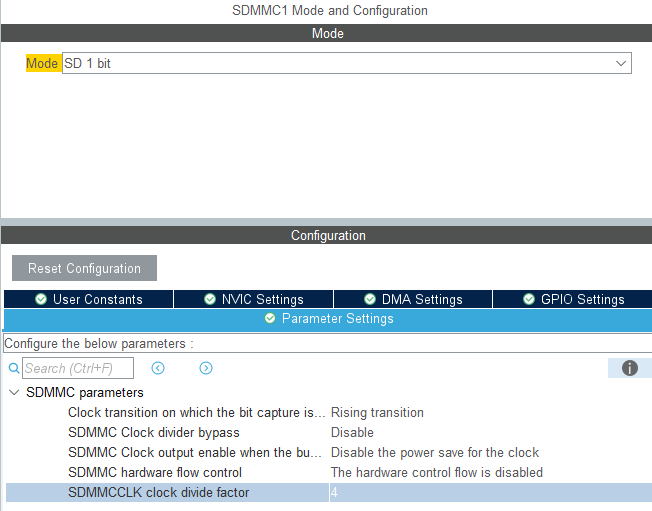 SDMMC1 Mode and Configuration
Mode
Mode SD 1 bit
Configuration
Reset Configuration
User Constants NVIC Settings DMA Settings GPIO Settings
Parameter Settings
Configure the below parameters :
Search (Ctrl+F)
SDMMC parameters
Clock transition on which the bit capture is... Rising transition
SDMMC Clock divider bypass Disable
SDMMC Clock output enable when the bu... Disable the power save for the clock
SDMMC hardware flow control The hardware control flow is disabled
SDMMCCLK clock divide factor 4